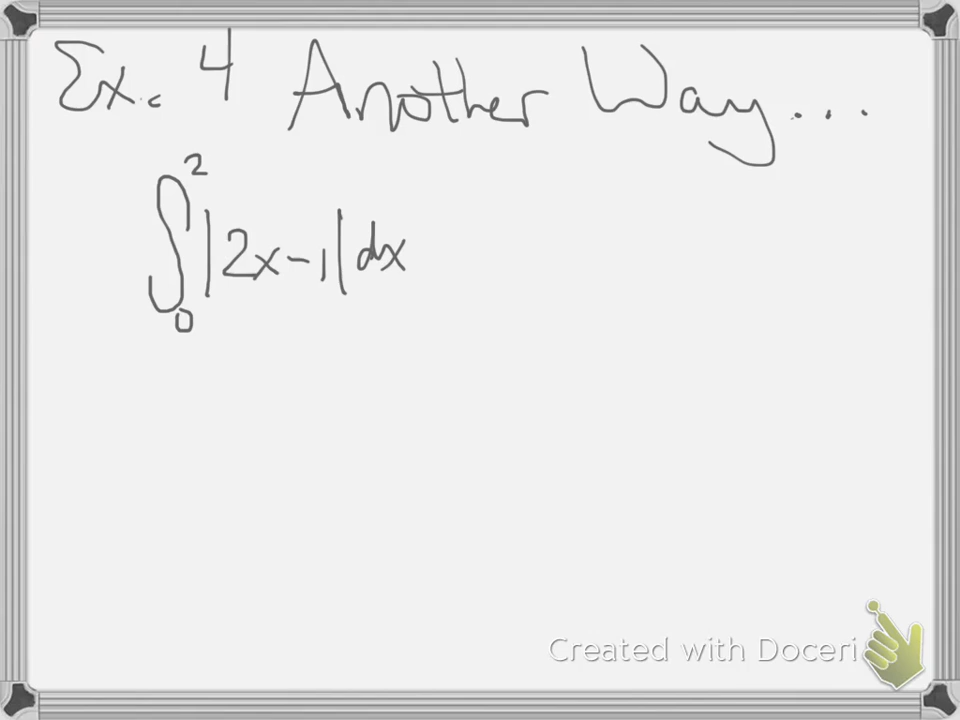 Ex. 4 Another Way...
∫₀² |2x-1| dx
Created with Doceri